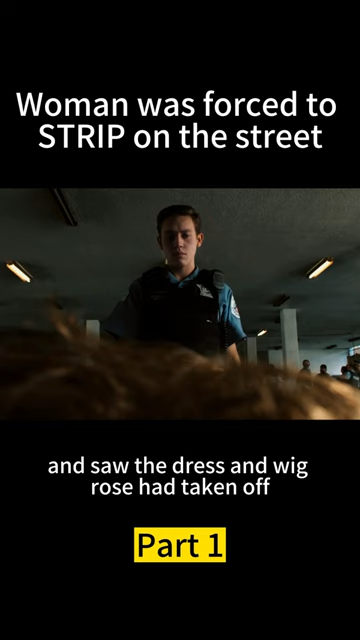 Woman was forced to
STRIP on the street
and saw the dress and wig
rose had taken off
Part 1